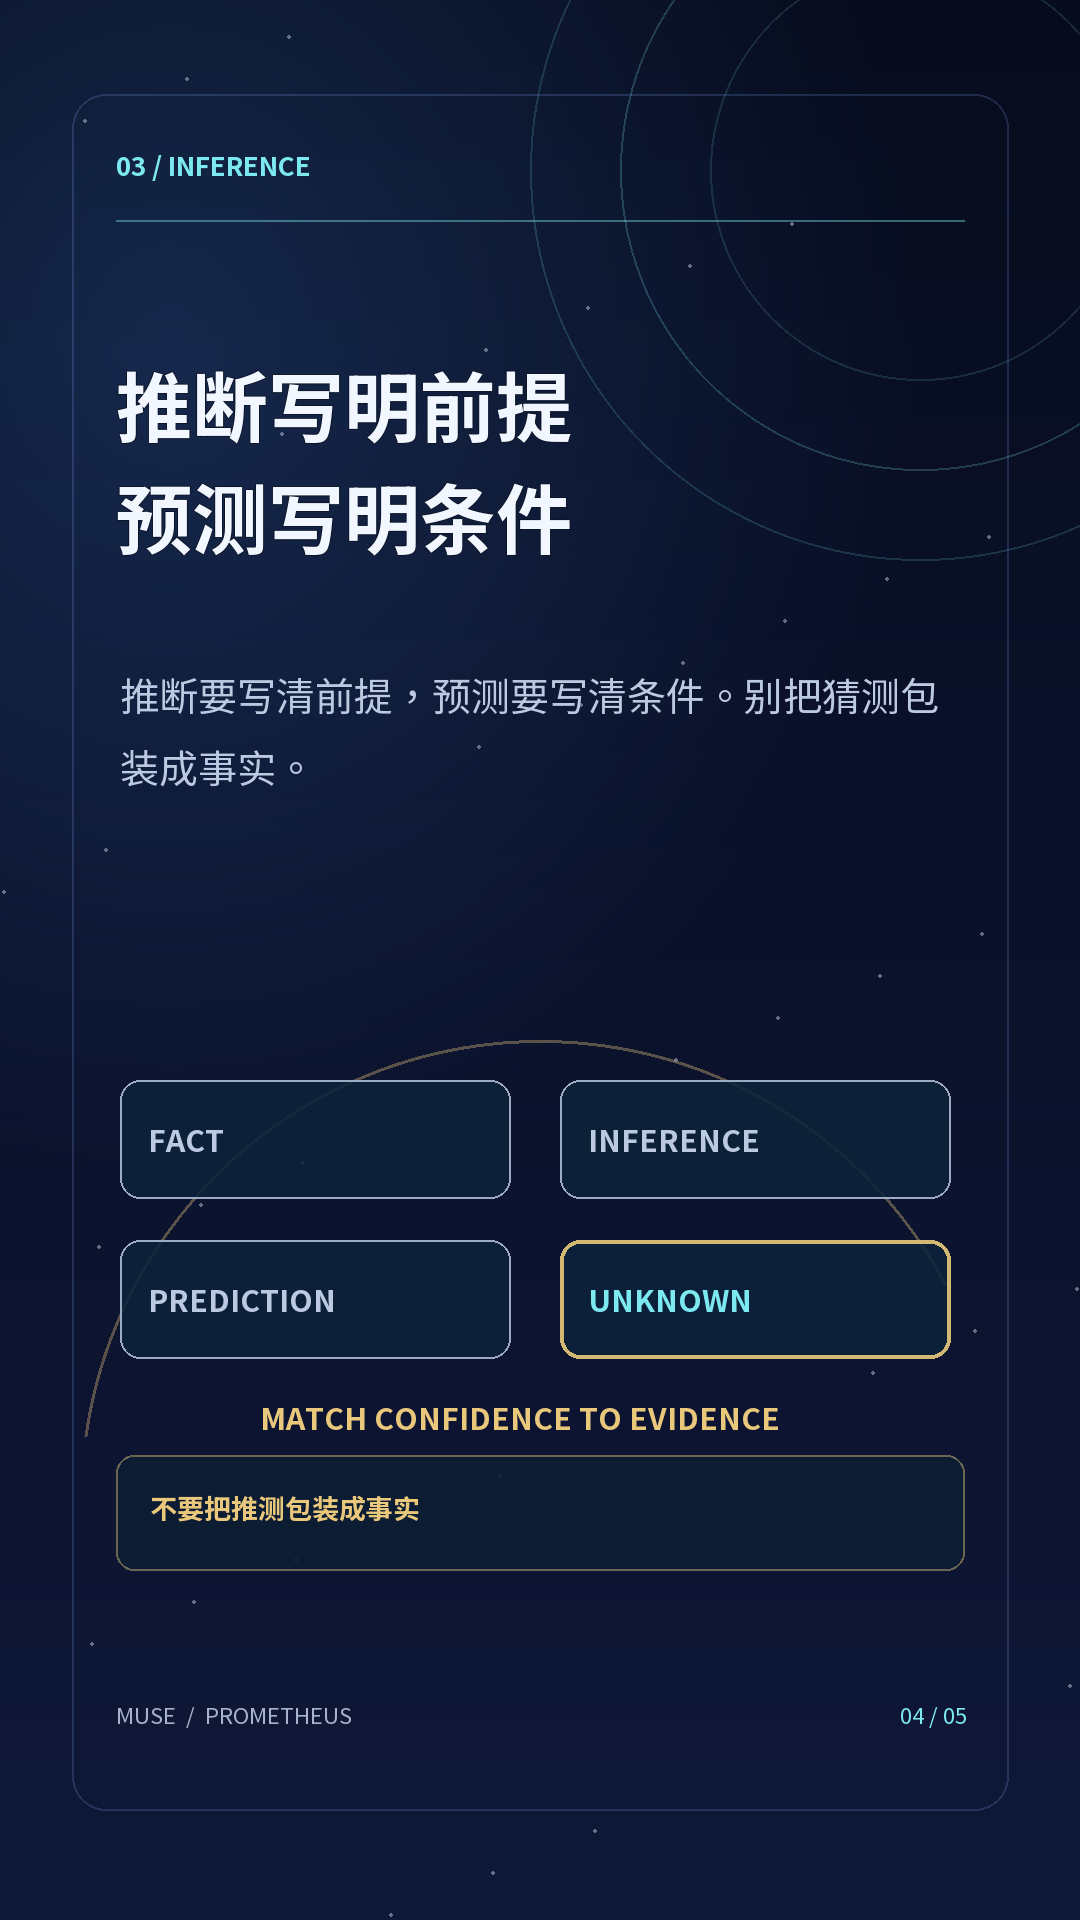 03 / INFERENCE
推断写明前提
预测写明条件
推断要写清前提，预测要写清条件。别把猜测包
装成事实。
FACT
INFERENCE
PREDICTION
UNKNOWN
MATCH CONFIDENCE TO EVIDENCE
不要把推测包装成事实
MUSE / PROMETHEUS
04 / 05